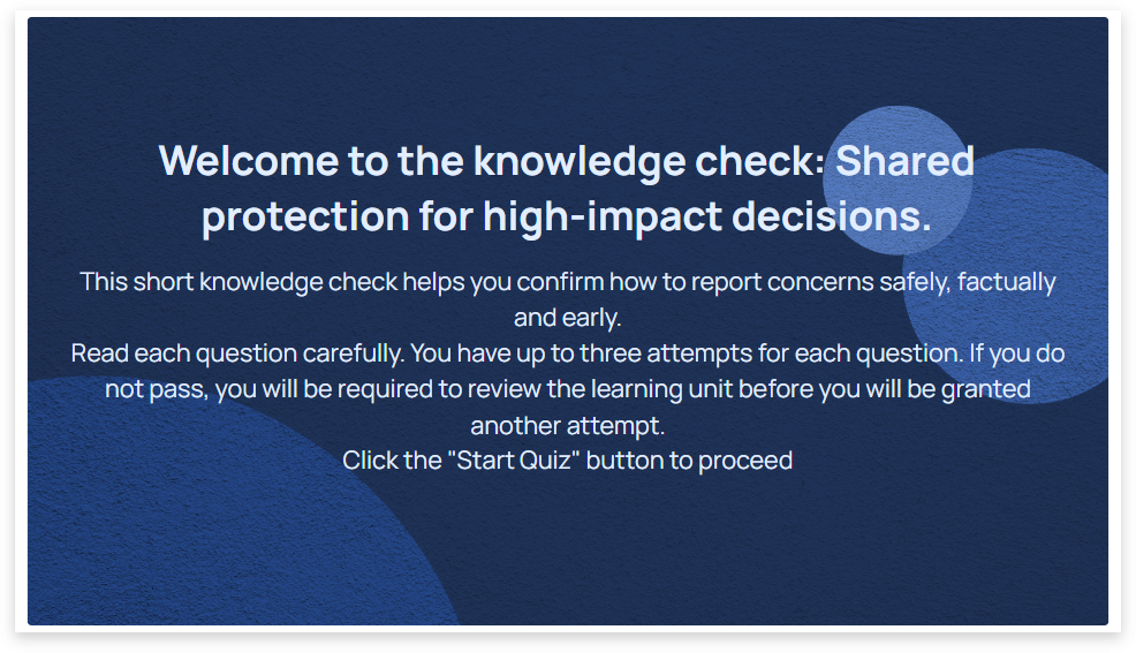 Welcome to the knowledge check: Shared
protection for high-impact decisions.
This short knowledge check helps you confirm how to report concerns safely, factually
and early.
Read each question carefully. You have up to three attempts for each question. If you do
not pass, you will be required to review the learning unit before you will be granted
another attempt.
Click the "Start Quiz" button to proceed